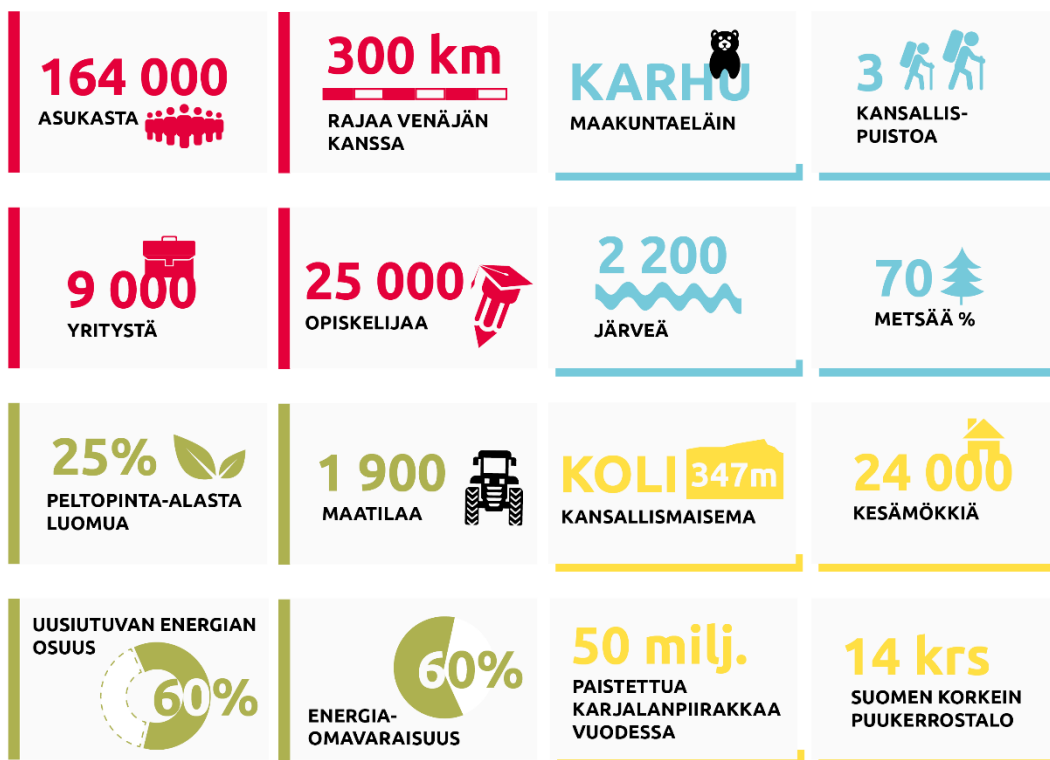 164 000
ASUKASTA
300 km
RAJAA VENÄJÄN
KANSSA
KARHU
MAAKUNTAELÄIN
3
KANSALLIS-
PUISTOA
9 000
YRITYSTÄ
25 000
OPISKELIJAA
2 200
JÄRVEÄ
70
METSÄÄ %
25%
PELTOPINTA-ALASTA
LUOMUA
1 900
MAATILAA
KOLI 347m
KANSALLISMAISEMA
24 000
KESÄMÖKKIÄ
UUSIUTUVAN ENERGIAN
OSUUS
60%
60%
ENERGIA-
OMAVARAISUUS
50 milj.
PAISTETTUA
KARJALANPIIRAKKAA
VUODESSA
14 krs
SUOMEN KORKEIN
PUUKERROSTALO